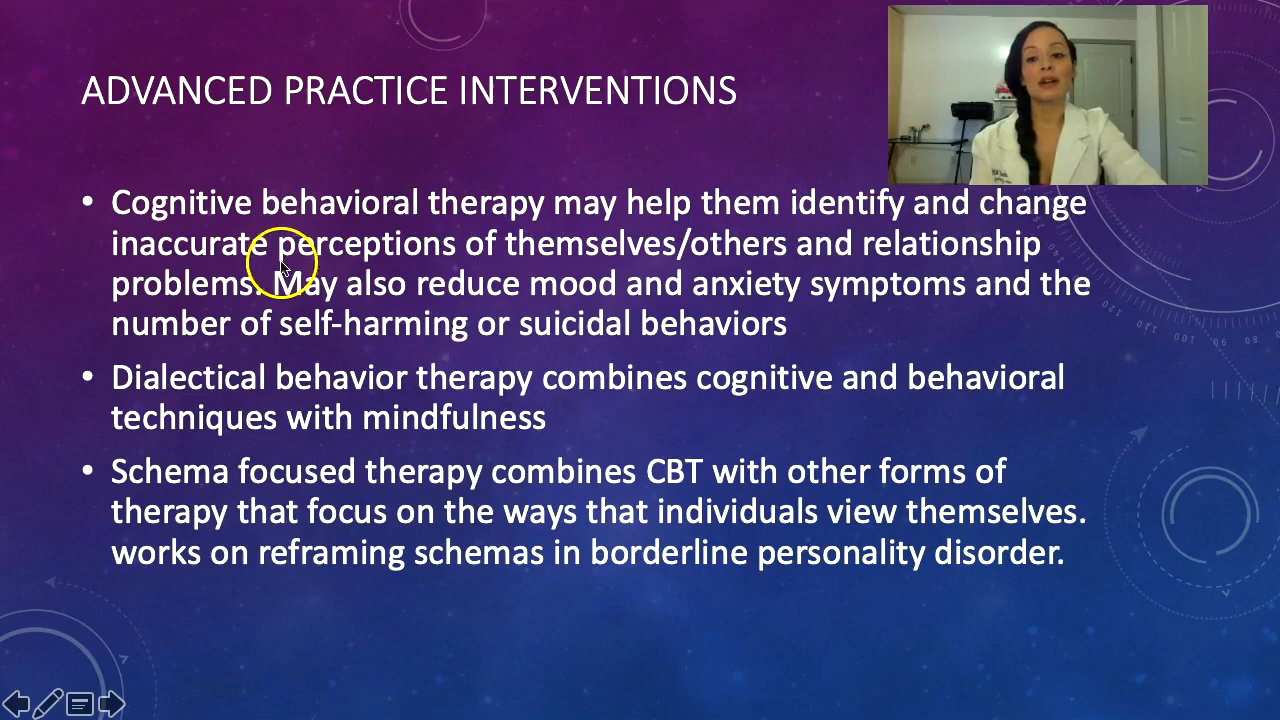 ADVANCED PRACTICE INTERVENTIONS
• Cognitive behavioral therapy may help them identify and change
inaccurate perceptions of themselves/others and relationship
problems. May also reduce mood and anxiety symptoms and the
number of self-harming or suicidal behaviors
• Dialectical behavior therapy combines cognitive and behavioral
techniques with mindfulness
• Schema focused therapy combines CBT with other forms of
therapy that focus on the ways that individuals view themselves.
works on reframing schemas in borderline personality disorder.